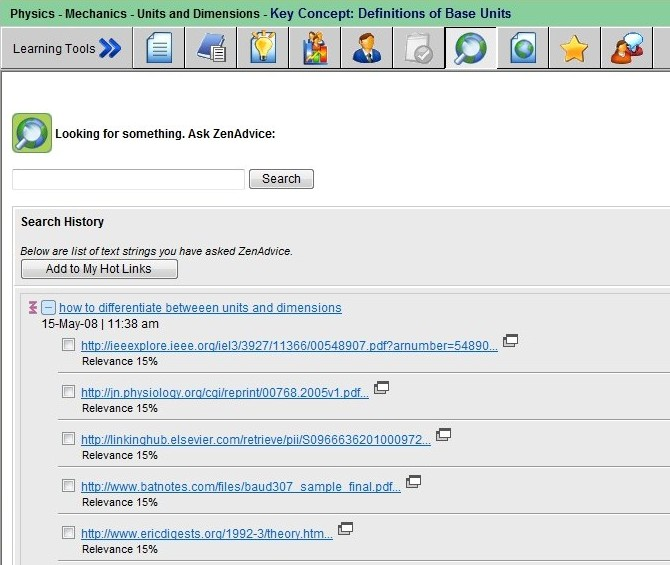 Physics - Mechanics - Units and Dimensions - Key Concept: Definitions of Base Units
Learning Tools
Looking for something. Ask ZenAdvice:
Search
Search History
Below are list of text strings you have asked ZenAdvice.
Add to My Hot Links
how to differentiate betweeen units and dimensions
15-May-08 | 11:38 am
http://ieeexplore.ieee.org/iel3/3927/11366/00548907.pdf?arnumber=54890...
Relevance 15%
http://jn.physiology.org/cgi/reprint/00768.2005v1.pdf...
Relevance 15%
http://linkinghub.elsevier.com/retrieve/pii/S0966636201000972...
Relevance 15%
http://www.batnotes.com/files/baud307_sample_final.pdf...
Relevance 15%
http://www.ericdigests.org/1992-3/theory.htm...
Relevance 15%